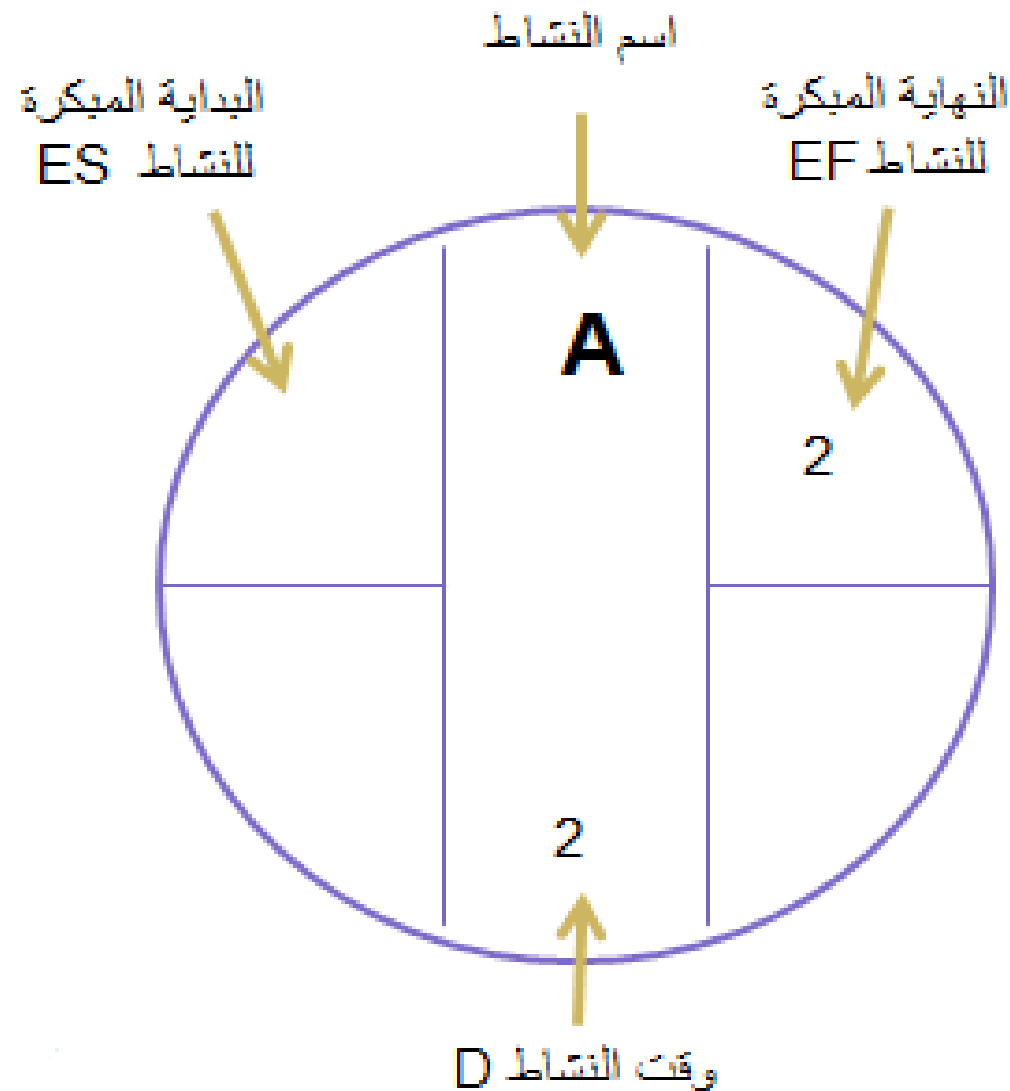 اسم النشاط
البداية المبكرة
للنشاط ES
النهاية المبكرة
للنشاط EF
A
2
2
وقت النشاط D